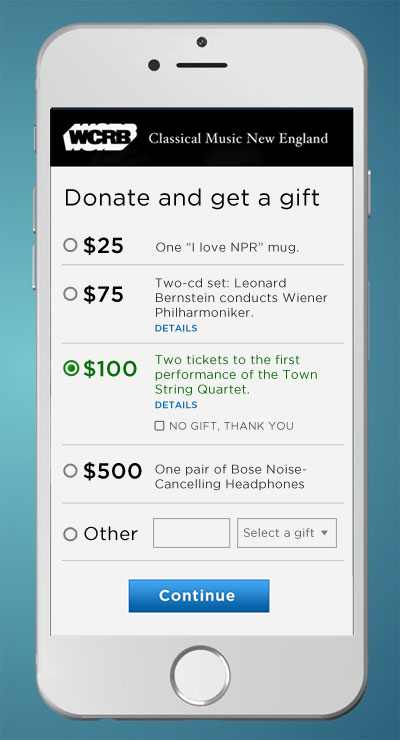 WCRB Classical Music New England
Donate and get a gift
$25 One "I love NPR" mug.
$75 Two-cd set: Leonard
Bernstein conducts Wiener
Philharmoniker.
DETAILS
$100 Two tickets to the first
performance of the Town
String Quartet.
DETAILS
NO GIFT, THANK YOU
$500 One pair of Bose Noise-
Cancelling Headphones
Other Select a gift
Continue